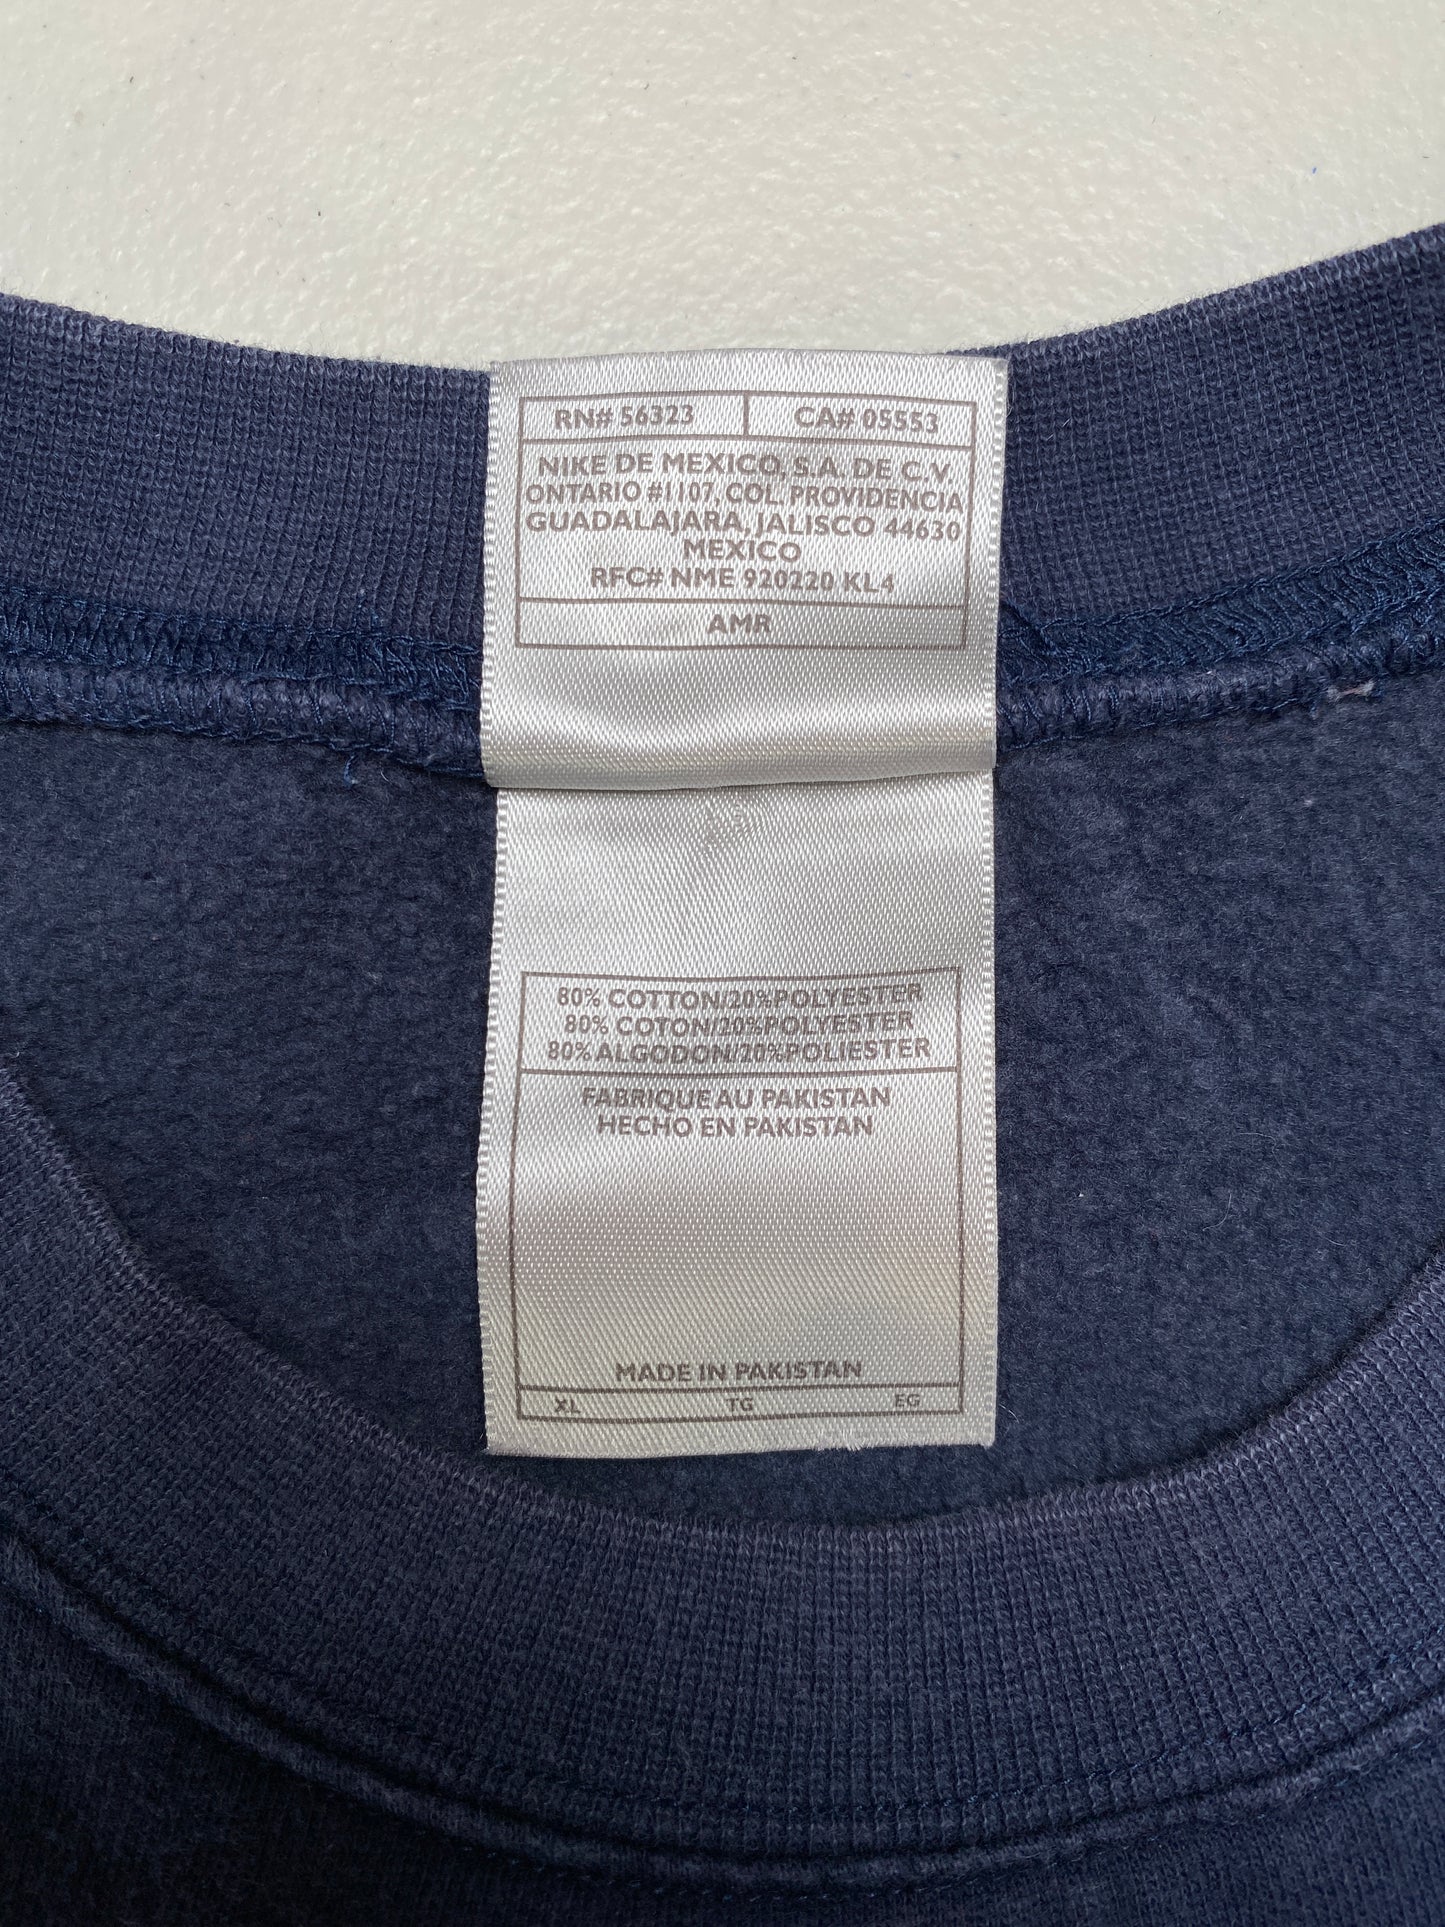 RN# 56323 CA# 05553
NIKE DE MEXICO, S.A. DE C.V.
ONTARIO #1107, COL. PROVIDENCIA
GUADALAJARA, JALISCO 44630
MEXICO
RFC# NME 920220 KL4
AMR
80% COTTON/20%POLYESTER
80% COTON/20%POLYESTER
80% ALGODON/20%POLIESTER
FABRIQUE AU PAKISTAN
HECHO EN PAKISTAN
MADE IN PAKISTAN
XL TG EG